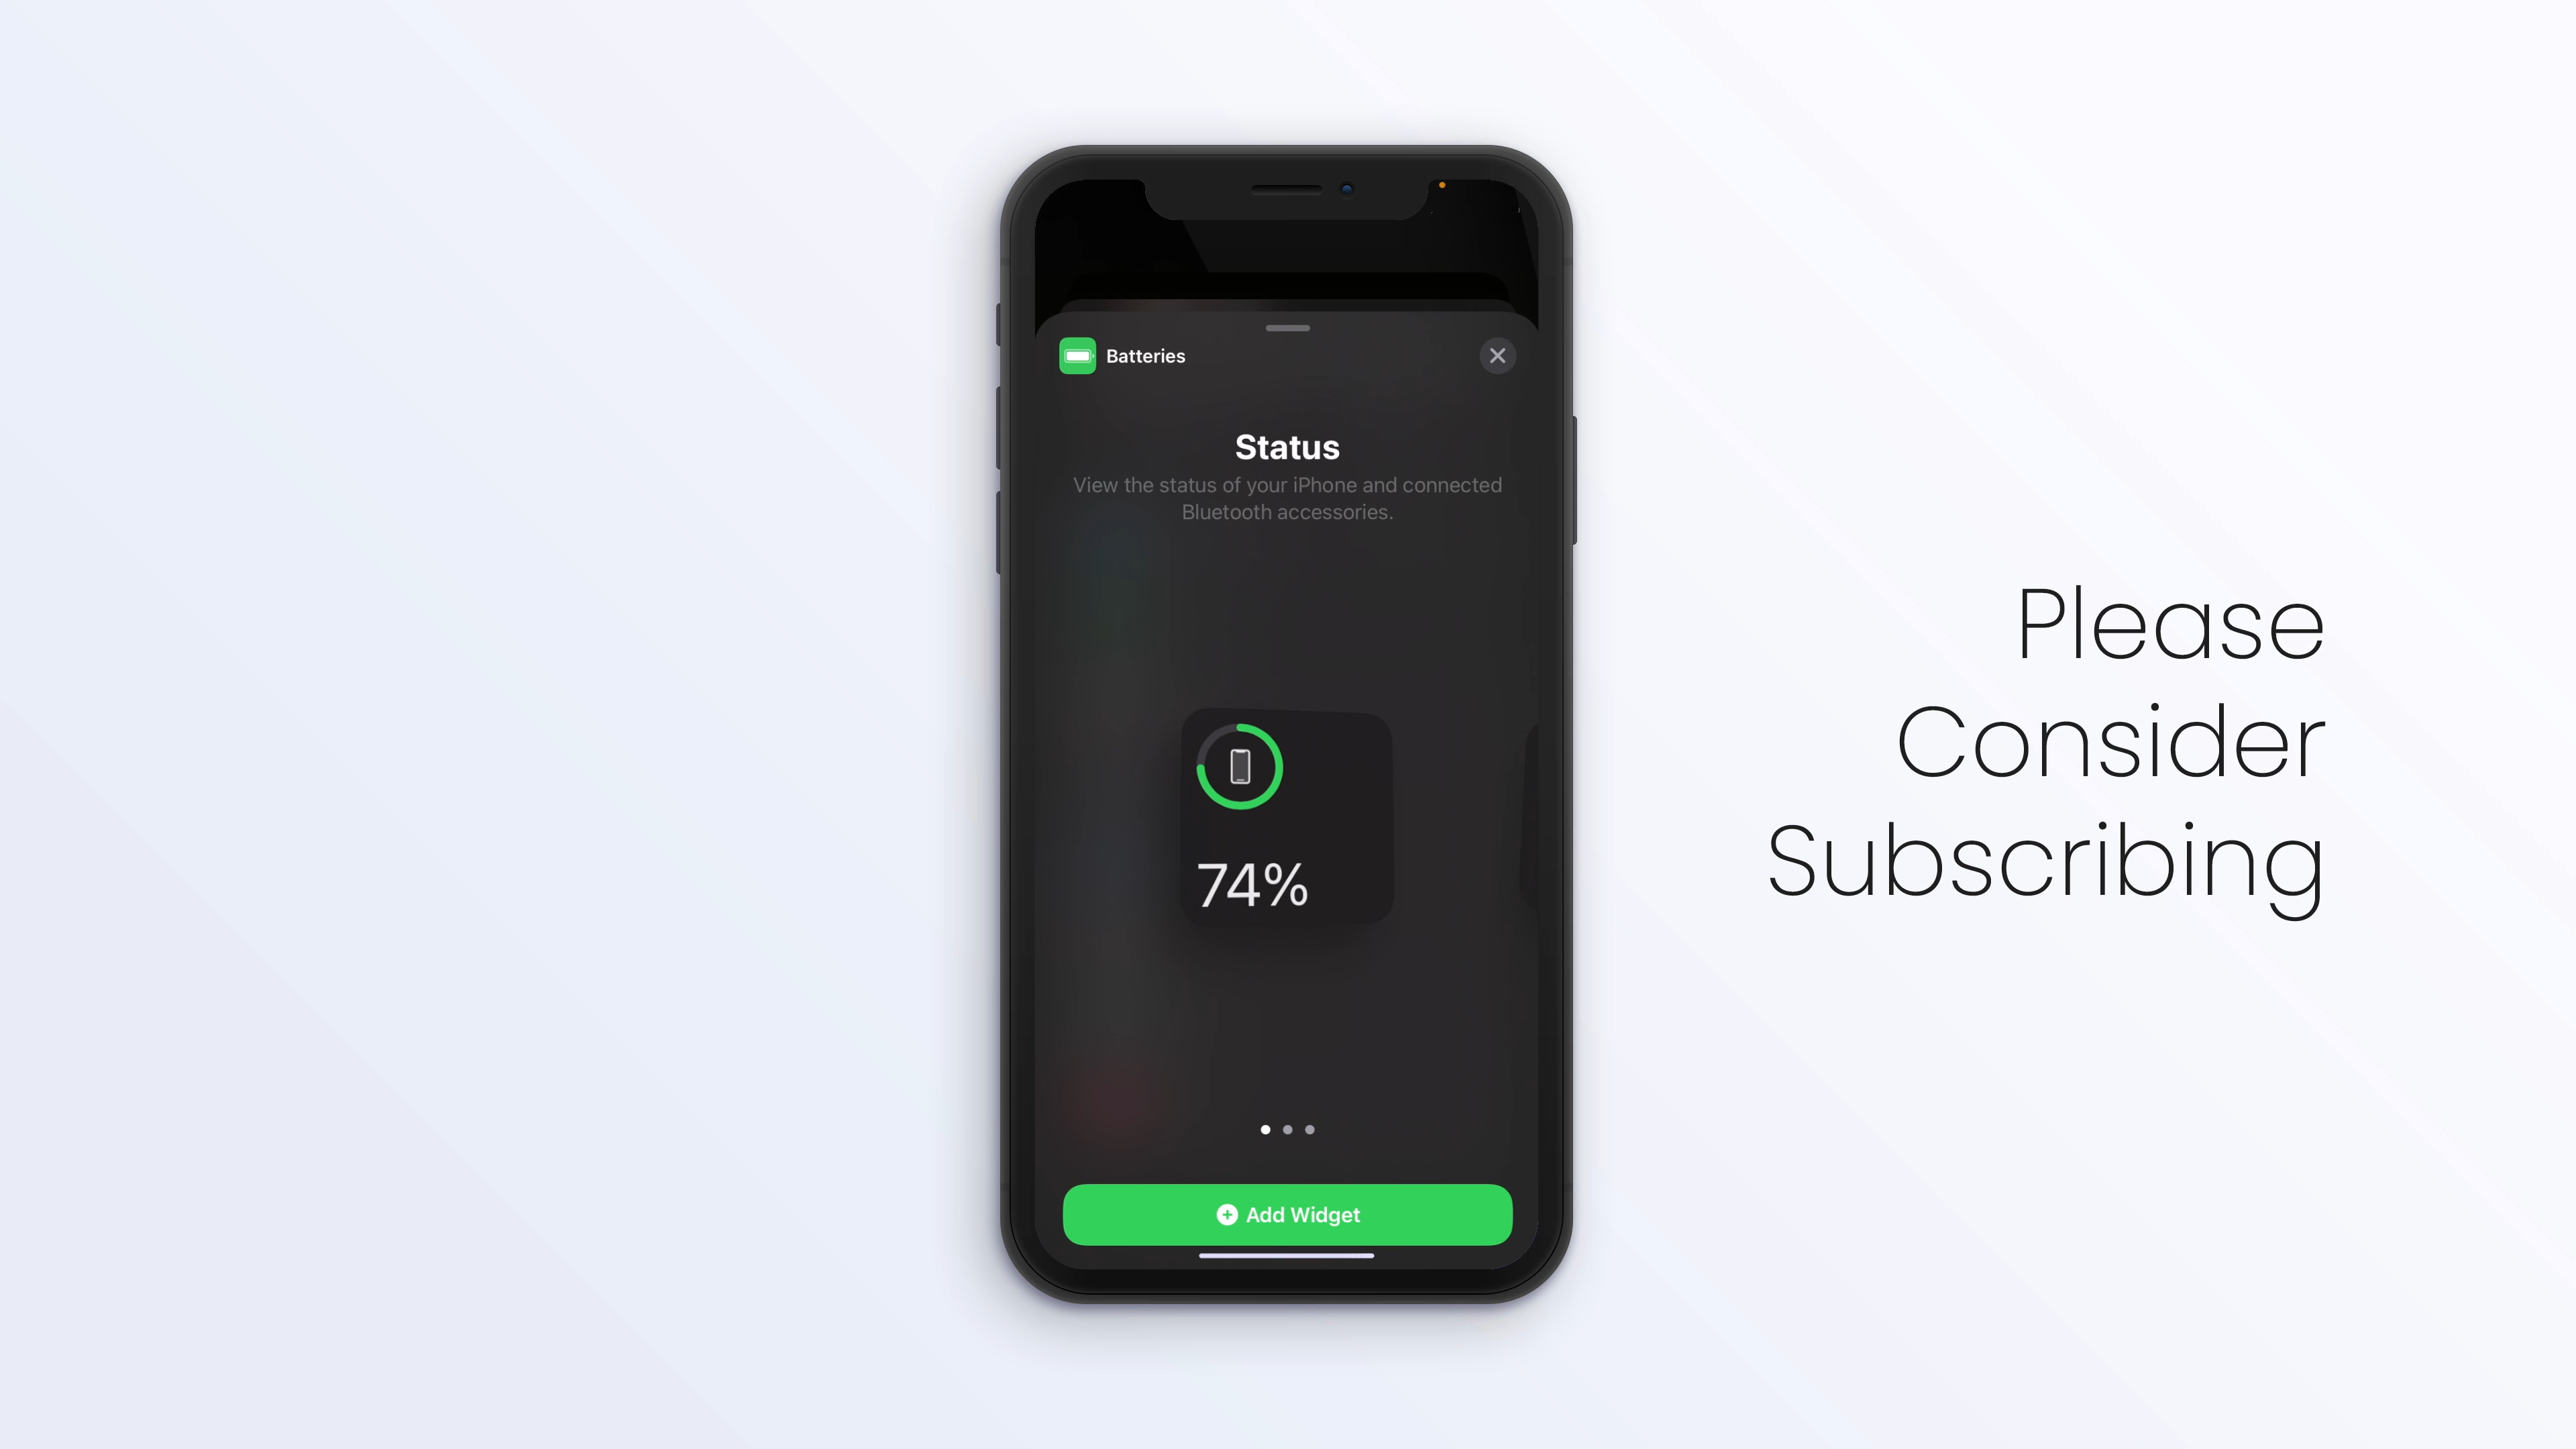 Batteries
Status
View the status of your iPhone and connected
Bluetooth accessories.
74%
Add Widget
Please
Consider
Subscribing